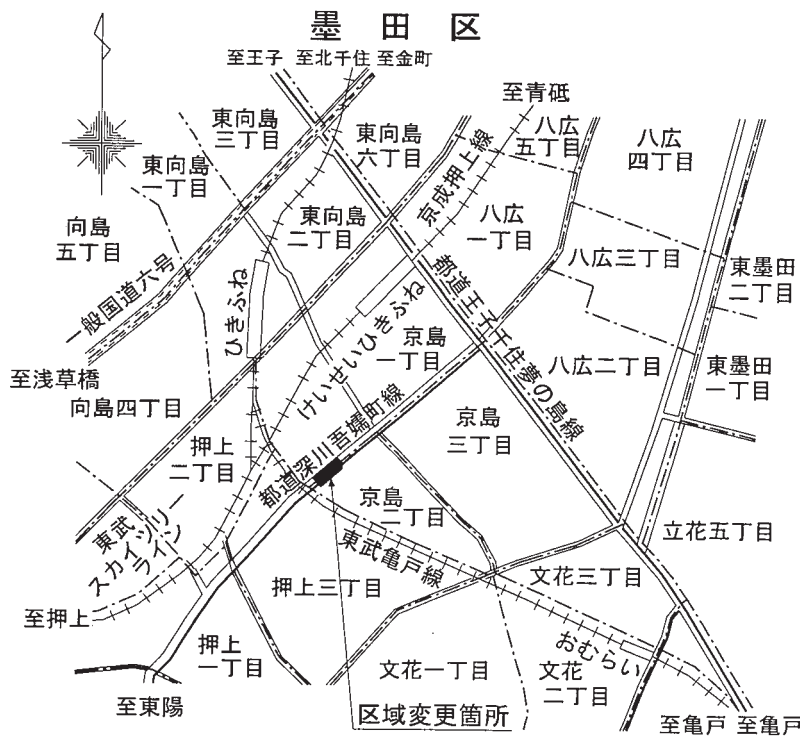 墨田区
至王子 至北千住 至金町
至青砥
東向島
三丁目
東向島
六丁目
八広
五丁目
八広
四丁目
東向島
一丁目
京成押上線
向島
五丁目
東向島
二丁目
八広
一丁目
八広三丁目
東墨田
二丁目
一般国道六号
ひきふね
けいせいひきふね
都道王子千住夢の島線
京島
一丁目
八広二丁目
東墨田
一丁目
至浅草橋
向島四丁目
京島
三丁目
押上
二丁目
都道深川吾嬬町線
京島
二丁目
東武
スカイツリー
ライン
東武亀戸線
立花五丁目
押上三丁目
文花三丁目
至押上
押上
一丁目
文花一丁目
おむらい
文花
二丁目
至東陽
区域変更箇所
至亀戸 至亀戸